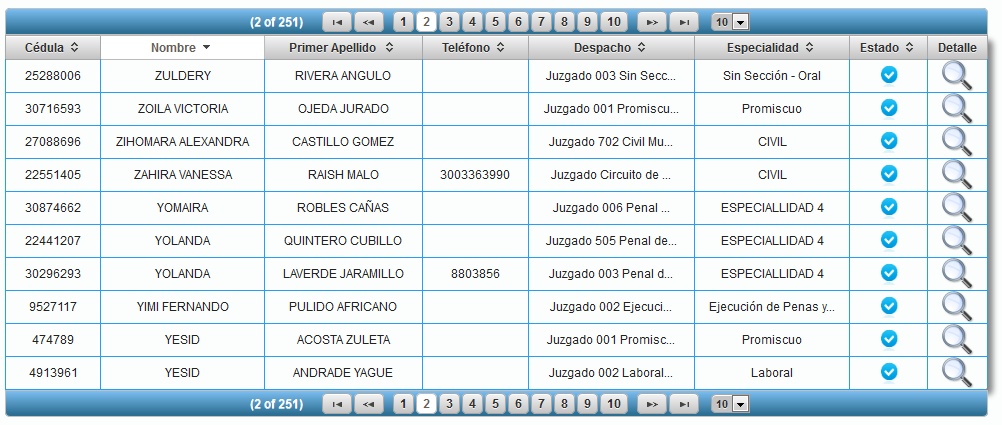 (2 of 251) 1 2 3 4 5 6 7 8 9 10 10
Cédula Nombre Primer Apellido Teléfono Despacho Especialidad Estado Detalle
25288006 ZULDERY RIVERA ANGULO Juzgado 003 Sin Secc... Sin Sección - Oral
30716593 ZOILA VICTORIA OJEDA JURADO Juzgado 001 Promiscu... Promiscuo
27088696 ZIHOMARA ALEXANDRA CASTILLO GOMEZ Juzgado 702 Civil Mu... CIVIL
22551405 ZAHIRA VANESSA RAISH MALO 3003363990 Juzgado Circuito de ... CIVIL
30874662 YOMAIRA ROBLES CAÑAS Juzgado 006 Penal ... ESPECIALLIDAD 4
22441207 YOLANDA QUINTERO CUBILLO Juzgado 505 Penal de... ESPECIALLIDAD 4
30296293 YOLANDA LAVERDE JARAMILLO 8803856 Juzgado 003 Penal d... ESPECIALLIDAD 4
9527117 YIMI FERNANDO PULIDO AFRICANO Juzgado 002 Ejecuci... Ejecución de Penas y...
474789 YESID ACOSTA ZULETA Juzgado 001 Promisc... Promiscuo
4913961 YESID ANDRADE YAGUE Juzgado 002 Laboral... Laboral
(2 of 251) 1 2 3 4 5 6 7 8 9 10 10